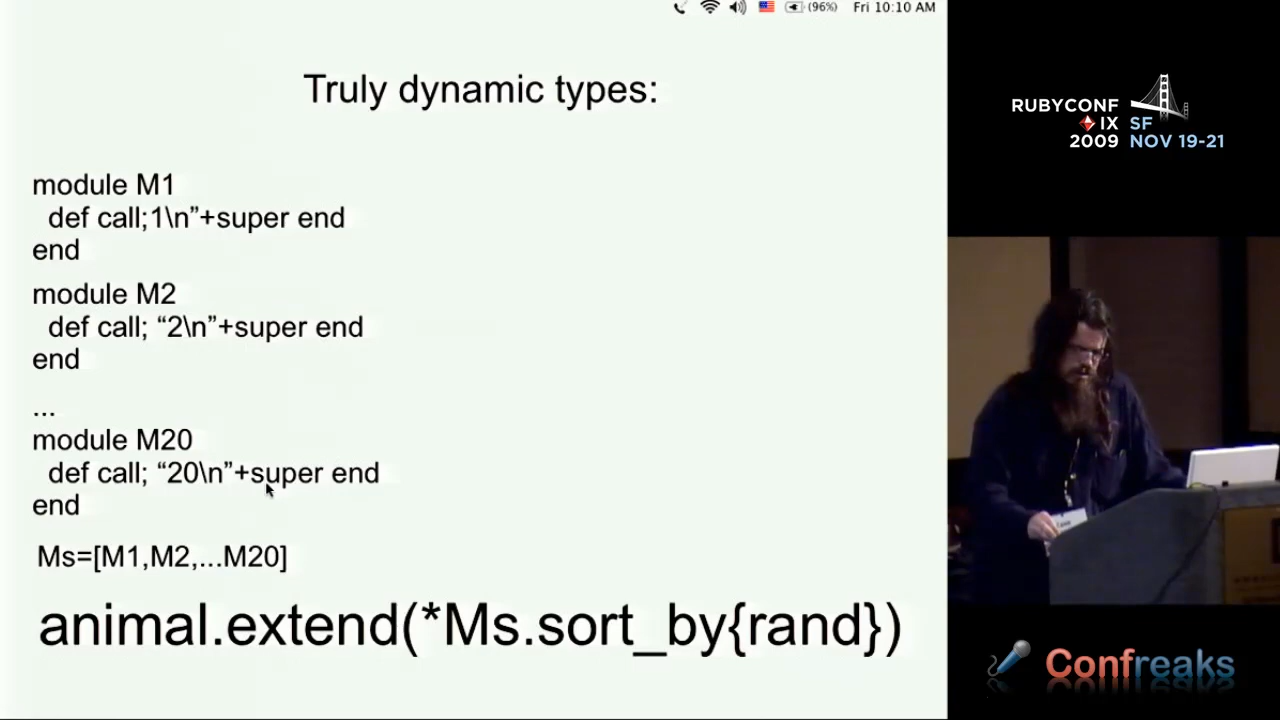 (96%) Fri 10:10 AM
Truly dynamic types:
module M1
def call;1\n”+super end
end
module M2
def call; “2\n”+super end
end
...
module M20
def call; “20\n”+super end
end
Ms=[M1,M2,...M20]
animal.extend(*Ms.sort_by{rand})
RUBYCONF
IX SF
2009 NOV 19-21
Confreaks